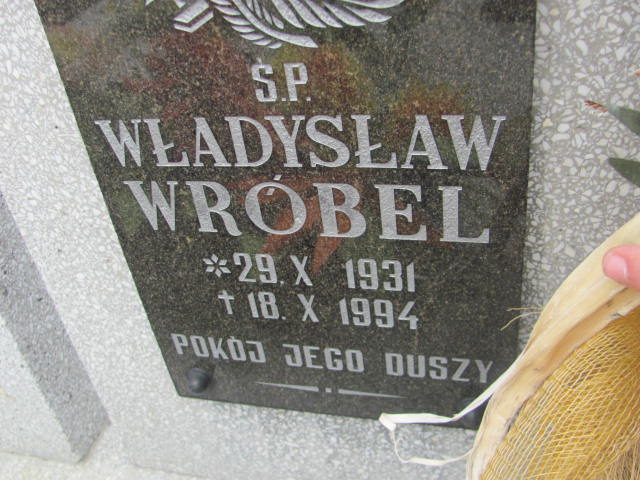 Ś.P.
WŁADYSŁAW
WRÓBEL
* 29. X 1931
† 18. X 1994
POKÓJ JEGO DUSZY